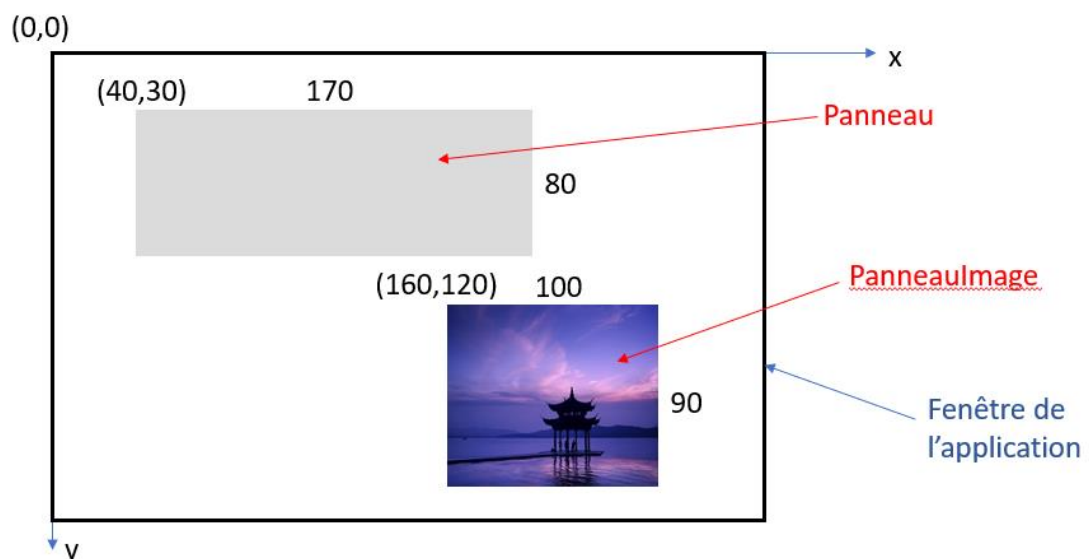 (0,0)
x
(40,30)
170
Panneau
80
(160,120)
100
PanneauImage
90
Fenêtre de
l’application
y